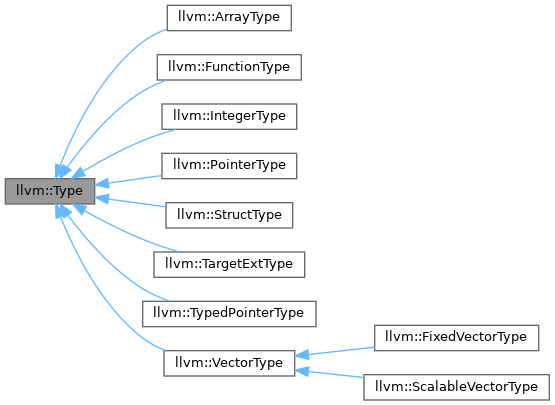 llvm::ArrayType
llvm::FunctionType
llvm::IntegerType
llvm::PointerType
llvm::Type
llvm::StructType
llvm::TargetExtType
llvm::TypedPointerType
llvm::FixedVectorType
llvm::VectorType
llvm::ScalableVectorType